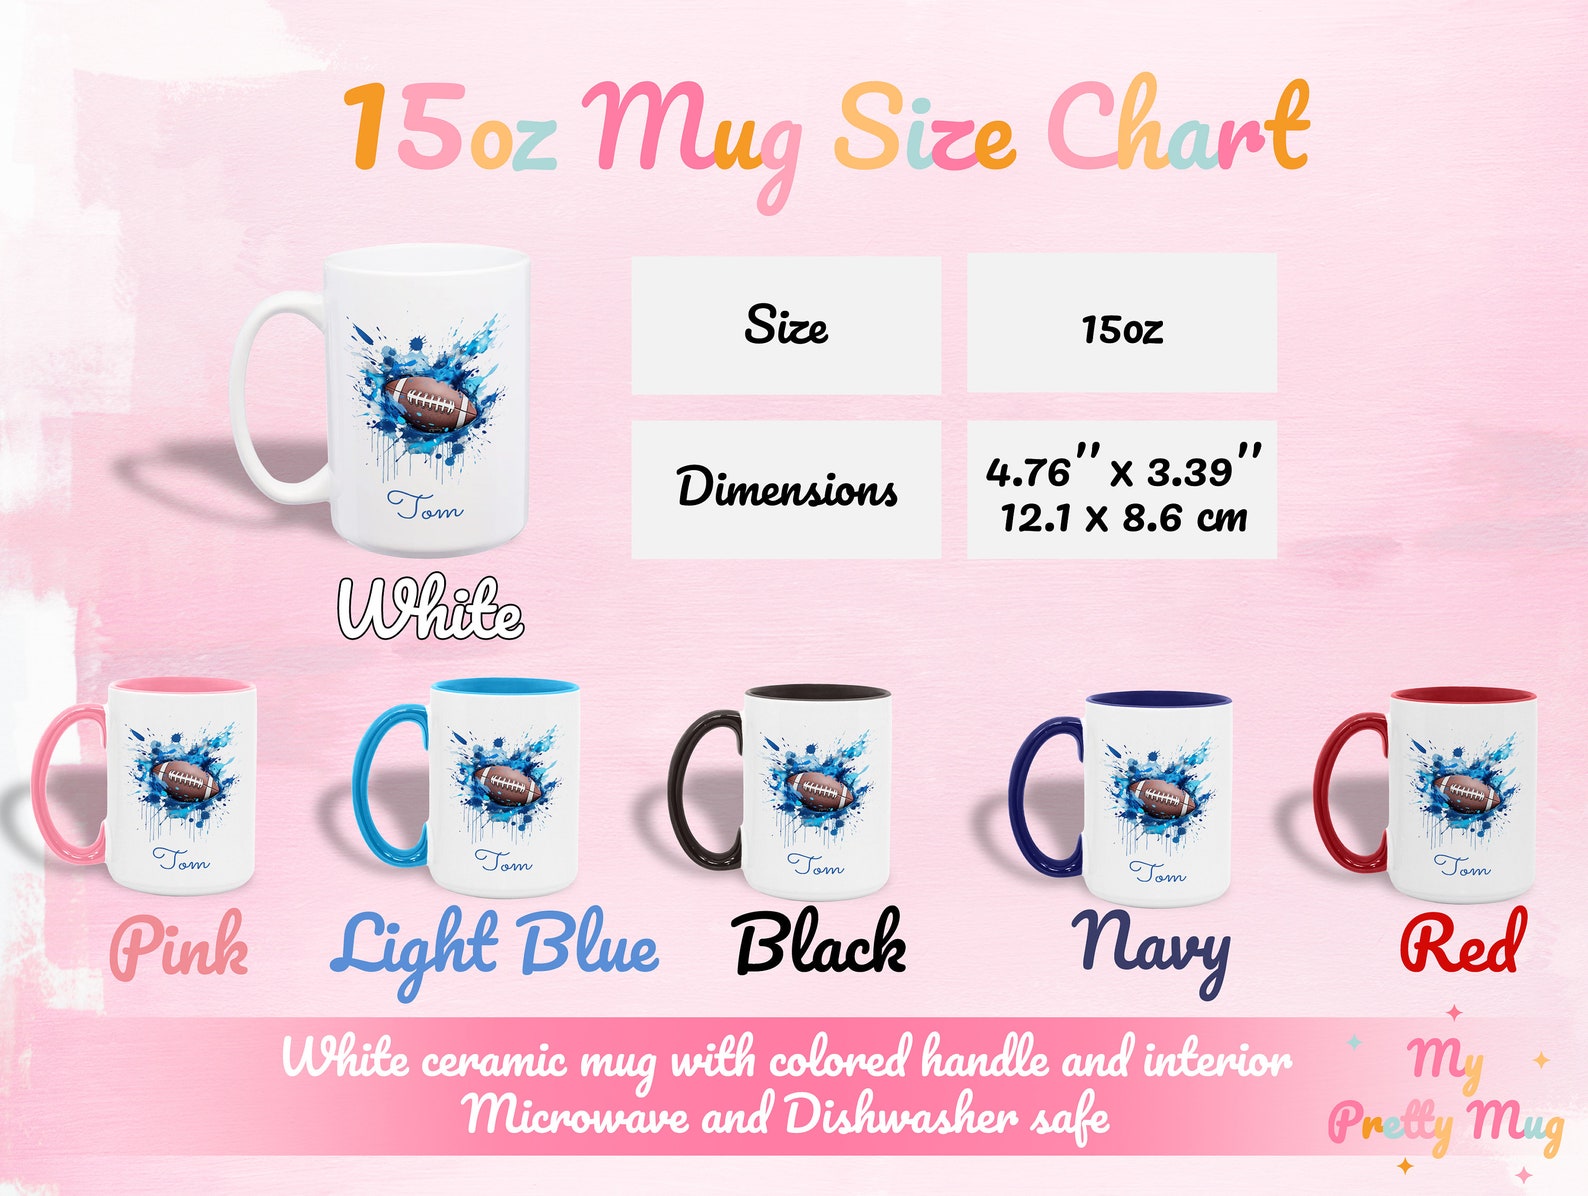 15oz Mug Size Chart
Size
15oz
Dimensions
4.76" x 3.39"
12.1 x 8.6 cm
Tom
White
Tom
Tom
Tom
Tom
Tom
Pink
Light Blue
Black
Navy
Red
White ceramic mug with colored handle and interior
Microwave and Dishwasher safe
My
Pretty Mug